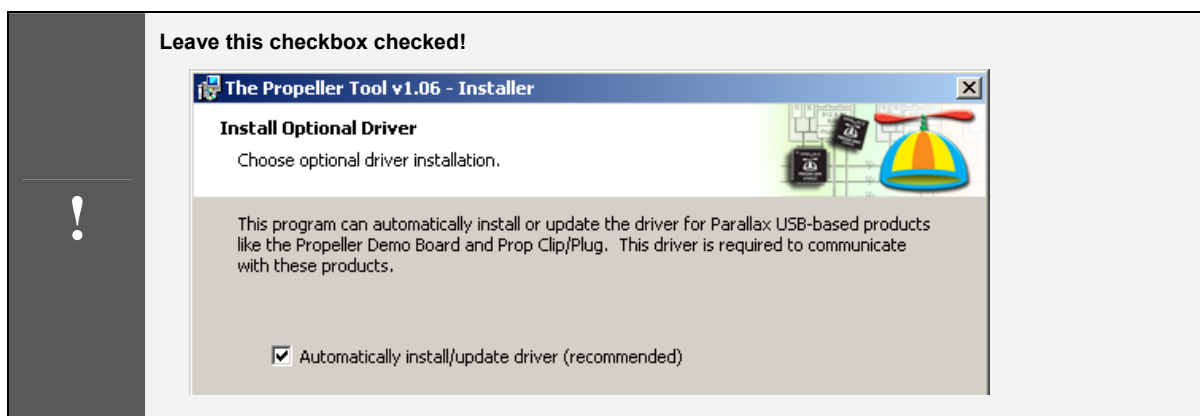 Leave this checkbox checked!
The Propeller Tool v1.06 - Installer
Install Optional Driver
Choose optional driver installation.
!
This program can automatically install or update the driver for Parallax USB-based products
like the Propeller Demo Board and Prop Clip/Plug. This driver is required to communicate
with these products.
Automatically install/update driver (recommended)